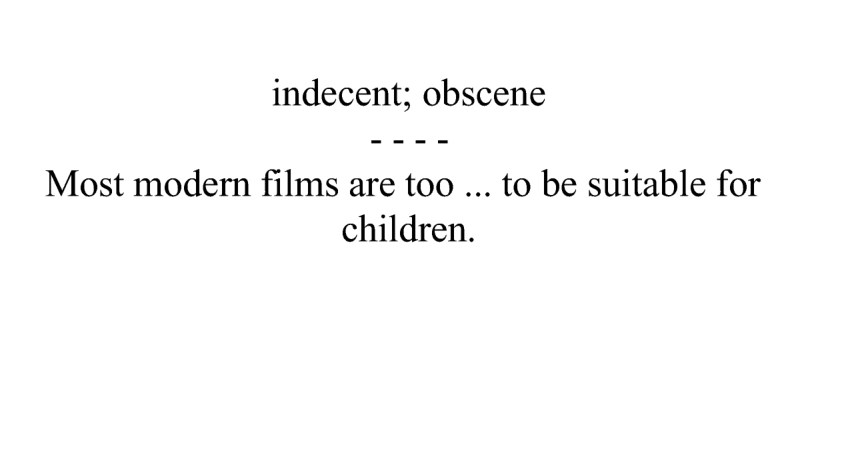 indecent; obscene
- - - -
Most modern films are too ... to be suitable for
children.